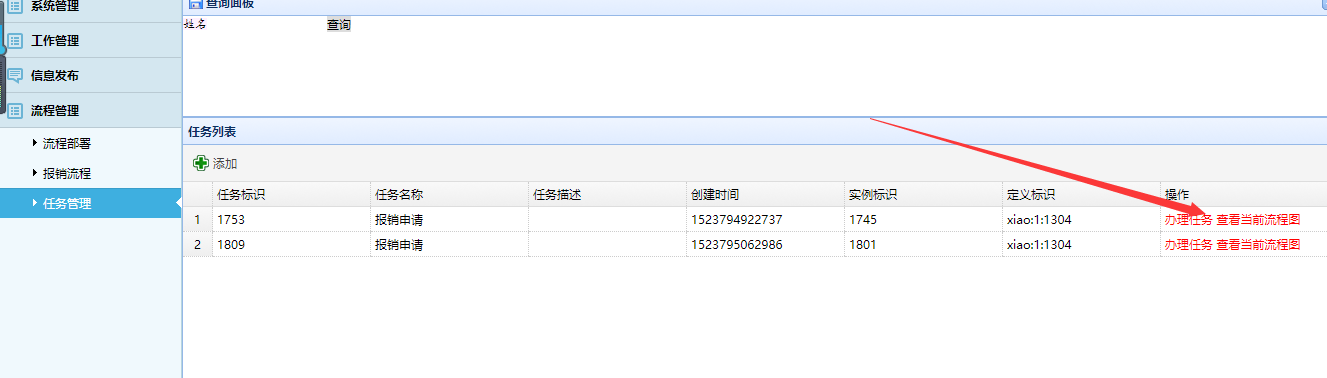 系统管理
工作管理
信息发布
流程管理
流程部署
报销流程
任务管理
查询面板
姓名 查询
任务列表
添加
任务标识 任务名称 任务描述 创建时间 实例标识 定义标识 操作
1 1753 报销申请 1523794922737 1745 xiao:1:1304 办理任务 查看当前流程图
2 1809 报销申请 1523795062986 1801 xiao:1:1304 办理任务 查看当前流程图